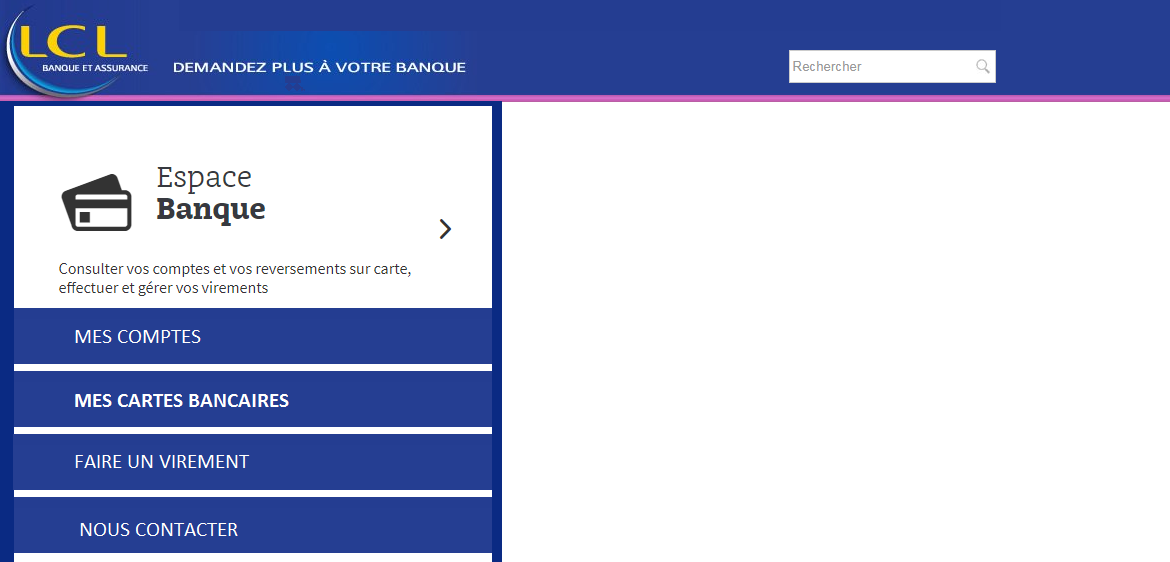 LCL
BANQUE ET ASSURANCE
DEMANDEZ PLUS À VOTRE BANQUE
Rechercher
Espace
Banque
Consulter vos comptes et vos reversements sur carte,
effectuer et gérer vos virements
MES COMPTES
MES CARTES BANCAIRES
FAIRE UN VIREMENT
NOUS CONTACTER